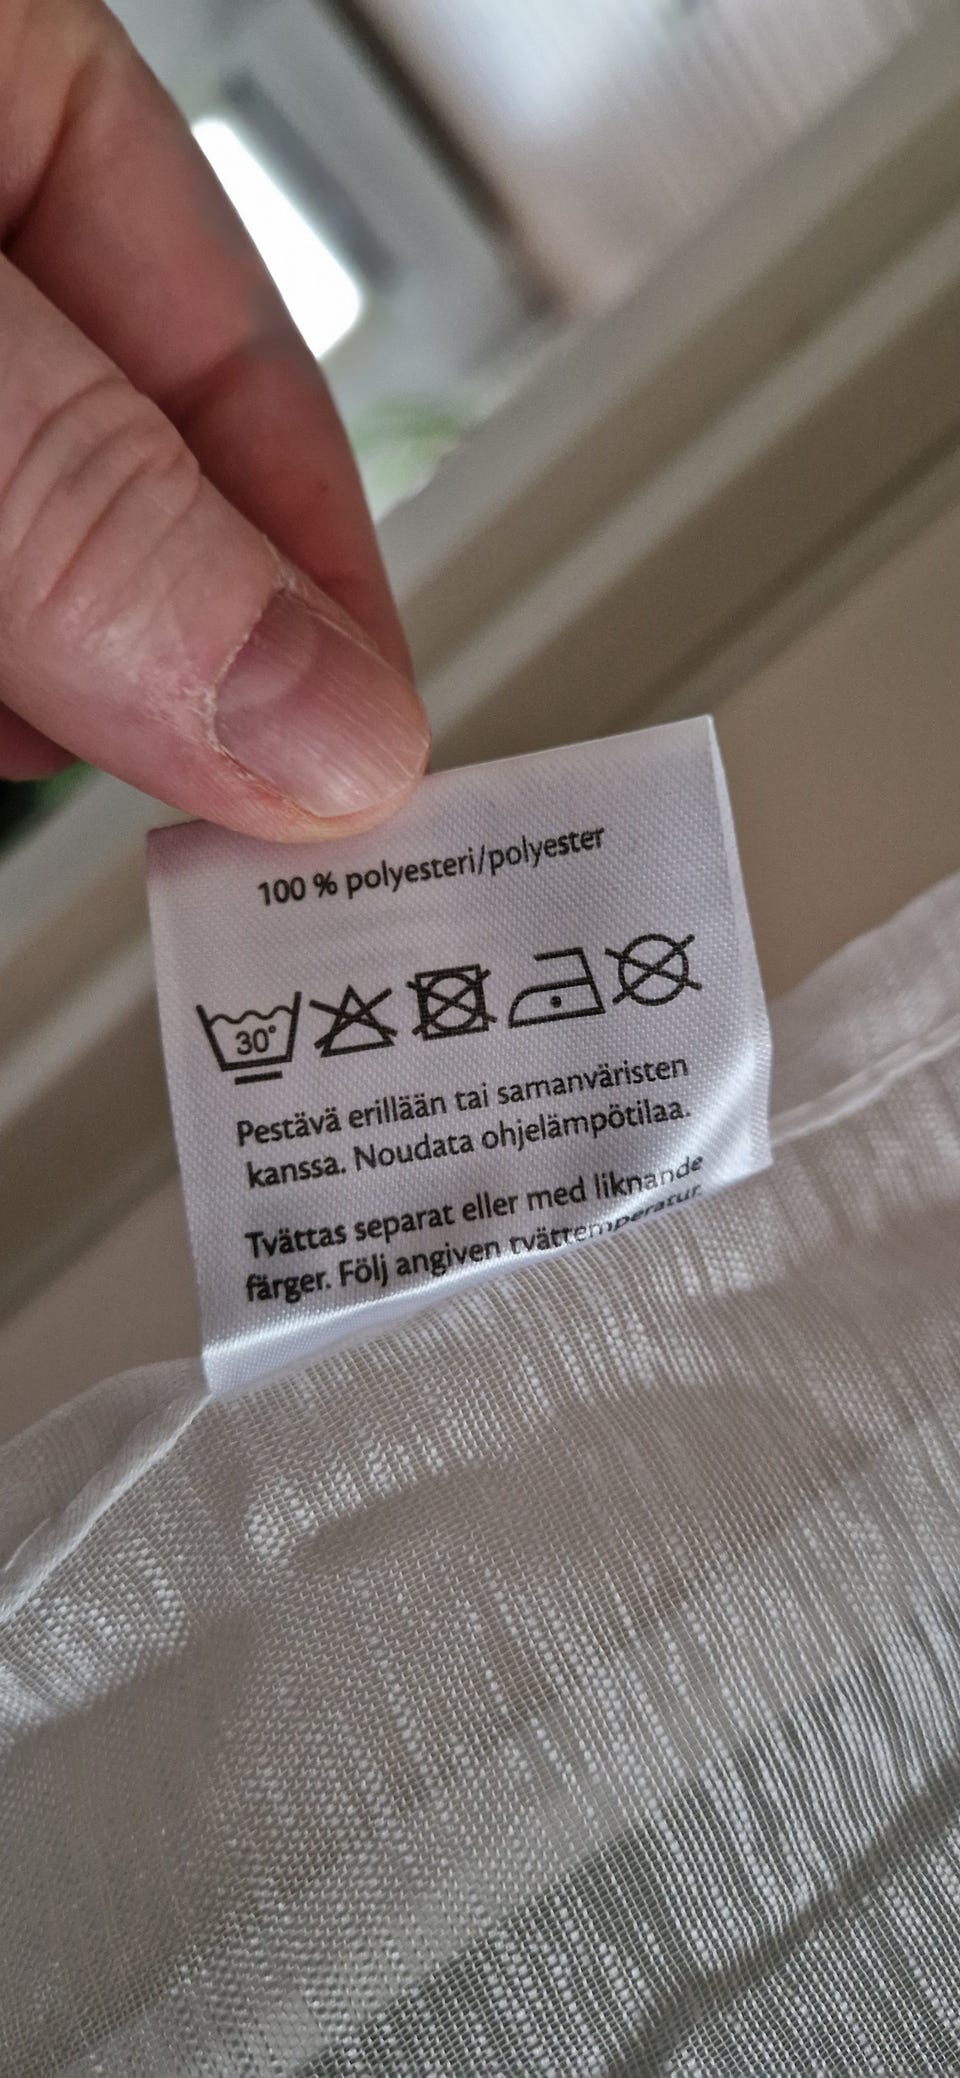 100 % polyesteri/polyester
30°
Pestävä erillään tai samanväristen
kanssa. Noudata ohjelämpötilaa.
Tvättas separat eller med liknande
färger. Följ angiven tvättemperatur.